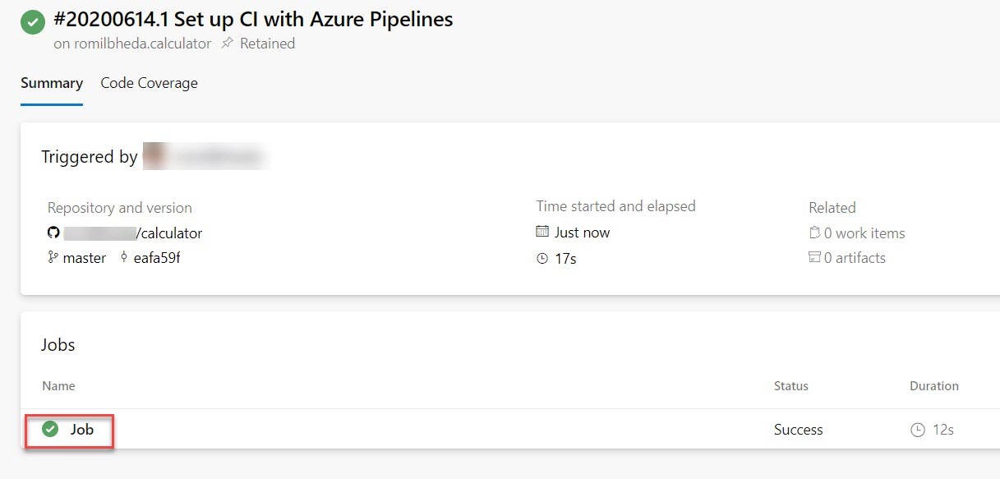 #20200614.1 Set up CI with Azure Pipelines
on romilbheda.calculator Retained
Summary Code Coverage
Triggered by
Repository and version Time started and elapsed Related
/calculator Just now 0 work items
master eafa59f 17s 0 artifacts
Jobs
Name Status Duration
Job Success 12s